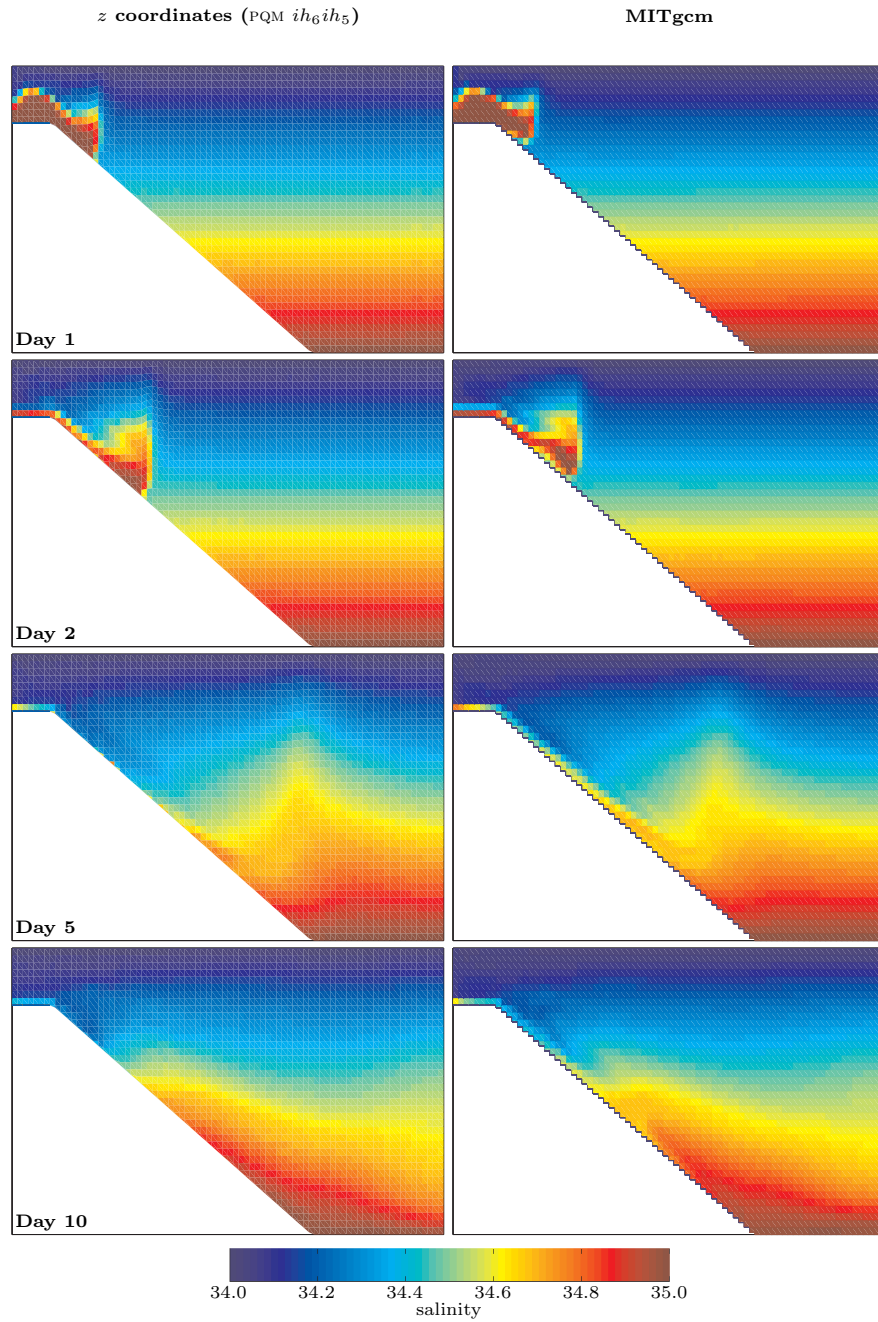 z coordinates (PQM ih₆ih₅)
MITgcm
Day 1
Day 2
Day 5
Day 10
34.0 34.2 34.4 34.6 34.8 35.0
salinity